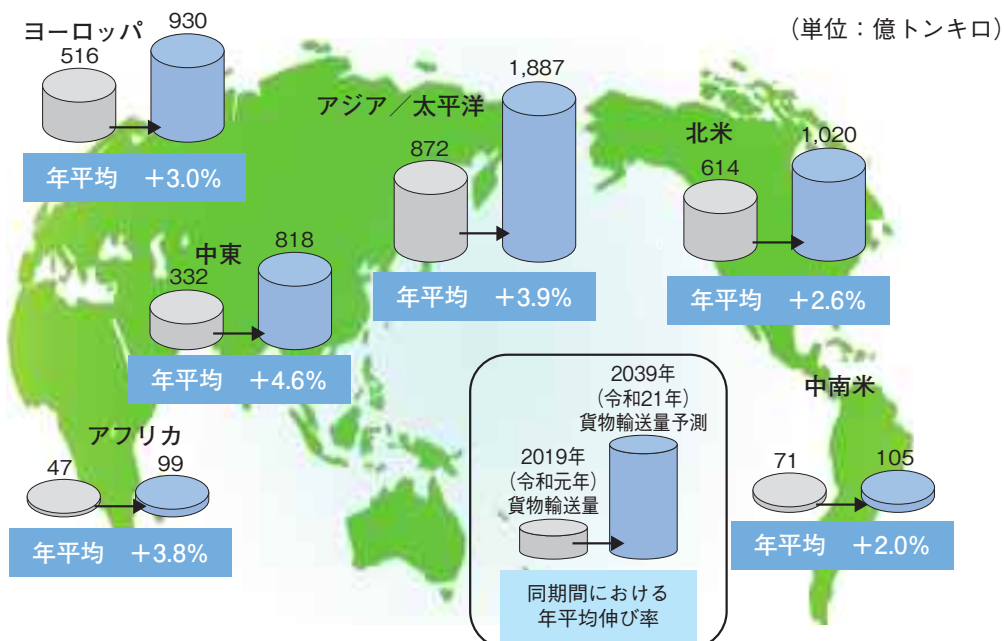 （単位：億トンキロ）
ヨーロッパ
516
930
年平均　+3.0%
アジア／太平洋
872
1,887
年平均　+3.9%
北米
614
1,020
年平均　+2.6%
中東
332
818
年平均　+4.6%
アフリカ
47
99
年平均　+3.8%
中南米
71
105
年平均　+2.0%
2019年
（令和元年）
貨物輸送量
2039年
（令和21年）
貨物輸送量予測
同期間における
年平均伸び率